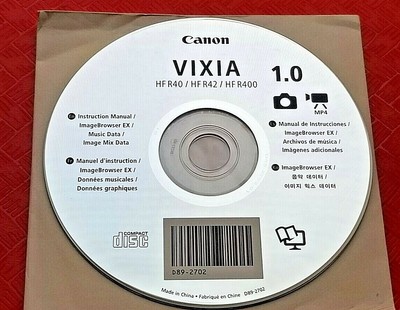 Canon
VIXIA
HF R40 / HF R42 / HF R400
1.0
MP4
Instruction Manual /
ImageBrowser EX /
Music Data /
Image Mix Data
Manuel d'instruction /
ImageBrowser EX /
Données musicales /
Données graphiques
Manual de Instrucciones /
ImageBrowser EX /
Archivos de música /
Imágenes adicionales
ImageBrowser EX /
음악 데이터 /
이미지 믹스 데이터
COMPACT
disc
D89-2702
Made in China • Fabriqué en Chine D89-2702